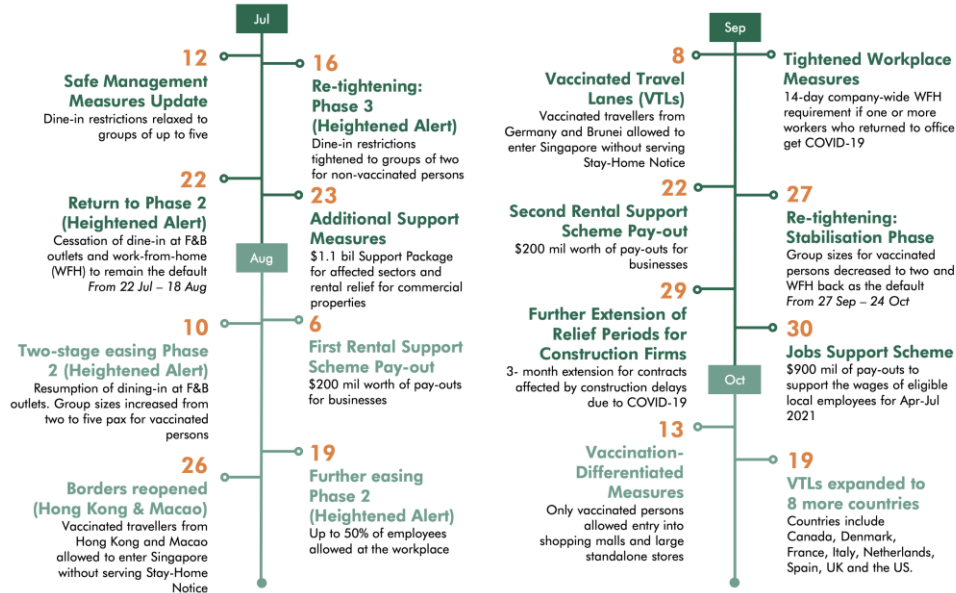 Jul
12
Safe Management
Measures Update
Dine-in restrictions relaxed to
groups of up to five
16
Re-tightening:
Phase 3
(Heightened Alert)
Dine-in restrictions
tightened to groups of two
for non-vaccinated persons
22
Return to Phase 2
(Heightened Alert)
Cessation of dine-in at F&B
outlets and work-from-home
(WFH) to remain the default
From 22 Jul – 18 Aug
23
Additional Support
Measures
$1.1 bil Support Package
for affected sectors and
rental relief for commercial
properties
Aug
10
Two-stage easing Phase
2 (Heightened Alert)
Resumption of dining-in at F&B
outlets. Group sizes increased from
two to five pax for vaccinated
persons
6
First Rental Support
Scheme Pay-out
$200 mil worth of pay-outs
for businesses
26
Borders reopened
(Hong Kong & Macao)
Vaccinated travellers from
Hong Kong and Macao
allowed to enter Singapore
without serving Stay-Home
Notice
19
Further easing
Phase 2
(Heightened Alert)
Up to 50% of employees
allowed at the workplace
Sep
8
Vaccinated Travel
Lanes (VTLs)
Vaccinated travellers from
Germany and Brunei allowed to
enter Singapore without serving
Stay-Home Notice
Tightened Workplace
Measures
14-day company-wide WFH
requirement if one or more
workers who returned to office
get COVID-19
22
Second Rental Support
Scheme Pay-out
$200 mil worth of pay-outs for
businesses
27
Re-tightening:
Stabilisation Phase
Group sizes for vaccinated
persons decreased to two and
WFH back as the default
From 27 Sep – 24 Oct
29
Further Extension of
Relief Periods for
Construction Firms
3- month extension for contracts
affected by construction delays
due to COVID-19
30
Jobs Support Scheme
$900 mil of pay-outs to
support the wages of eligible
local employees for Apr-Jul
2021
Oct
13
Vaccination-
Differentiated
Measures
Only vaccinated persons
allowed entry into
shopping malls and large
standalone stores
19
VTLs expanded to
8 more countries
Countries include
Canada, Denmark,
France, Italy, Netherlands,
Spain, UK and the US.